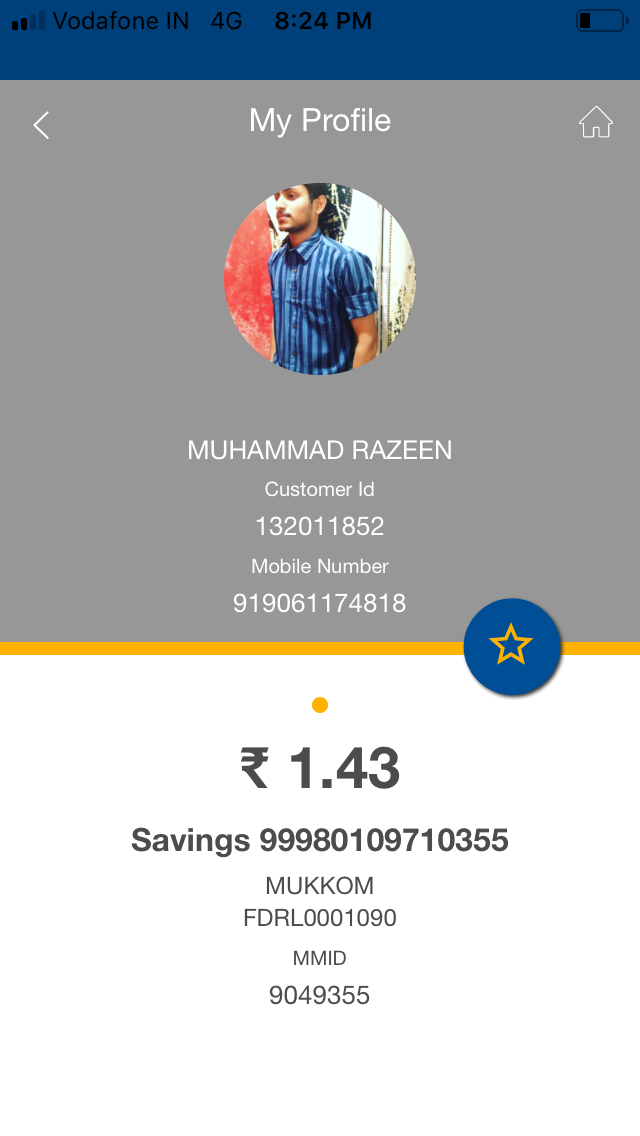 Vodafone IN 4G 8:24 PM
My Profile
MUHAMMAD RAZEEN
Customer Id
132011852
Mobile Number
919061174818
₹ 1.43
Savings 99980109710355
MUKKOM
FDRL0001090
MMID
9049355